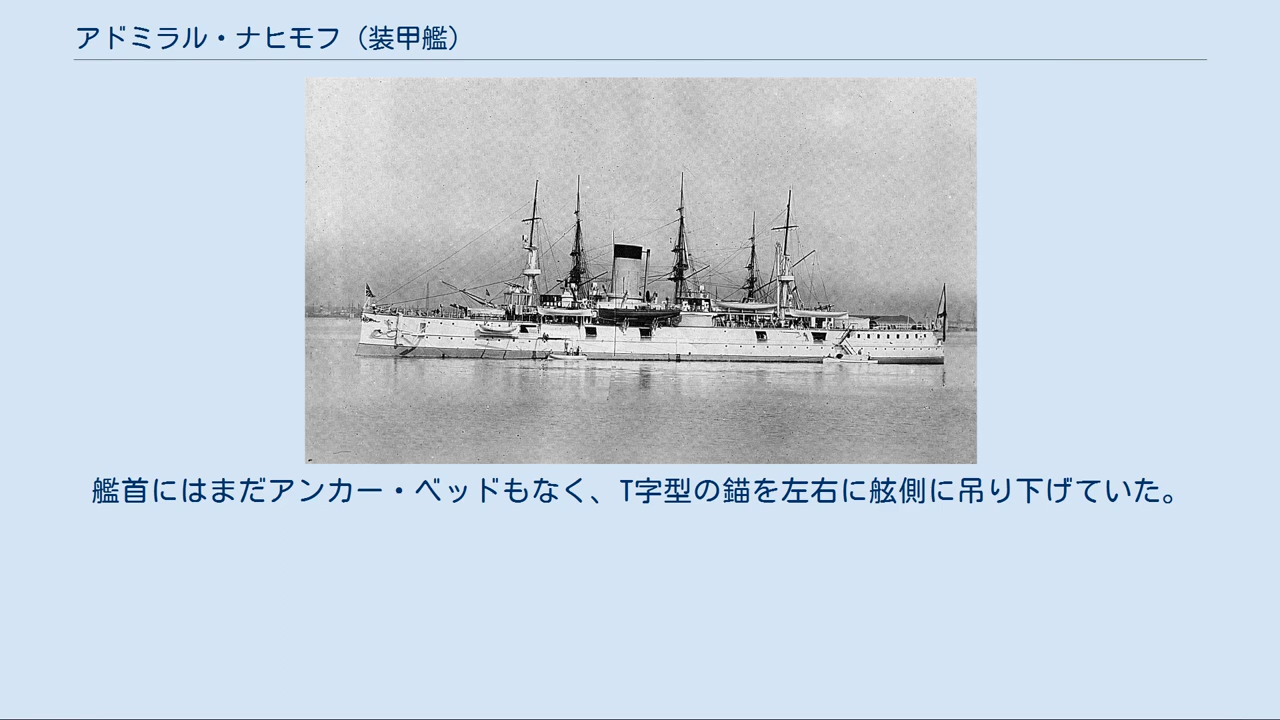 アドミラル・ナヒモフ（装甲艦）
艦首にはまだアンカー・ベッドもなく、T字型の錨を左右に舷側に吊り下げていた。